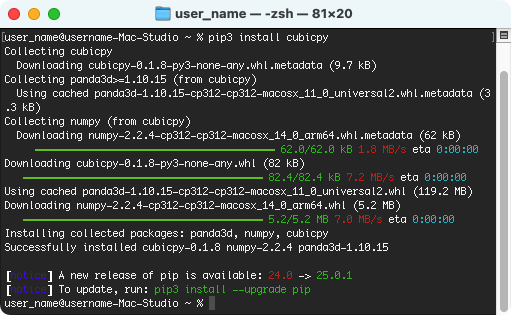 user_name — -zsh — 81×20
[user_name@username-Mac-Studio ~ % pip3 install cubicpy ]
Collecting cubicpy
  Downloading cubicpy-0.1.8-py3-none-any.whl.metadata (9.7 kB)
Collecting panda3d>=1.10.15 (from cubicpy)
  Using cached panda3d-1.10.15-cp312-cp312-macosx_11_0_universal2.whl.metadata (3
.3 kB)
Collecting numpy (from cubicpy)
  Downloading numpy-2.2.4-cp312-cp312-macosx_14_0_arm64.whl.metadata (62 kB)
62.0/62.0 kB 1.8 MB/s eta 0:00:00
Downloading cubicpy-0.1.8-py3-none-any.whl (82 kB)
82.4/82.4 kB 7.2 MB/s eta 0:00:00
Using cached panda3d-1.10.15-cp312-cp312-macosx_11_0_universal2.whl (119.2 MB)
Downloading numpy-2.2.4-cp312-cp312-macosx_14_0_arm64.whl (5.2 MB)
5.2/5.2 MB 7.0 MB/s eta 0:00:00
Installing collected packages: panda3d, numpy, cubicpy
Successfully installed cubicpy-0.1.8 numpy-2.2.4 panda3d-1.10.15
[notice] A new release of pip is available: 24.0 -> 25.0.1
[notice] To update, run: pip3 install --upgrade pip
user_name@username-Mac-Studio ~ %